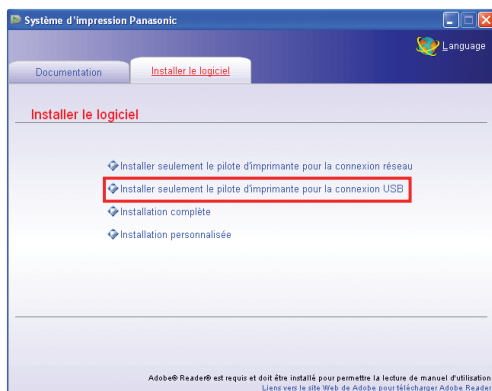 Système d'impression Panasonic
Language
Documentation
Installer le logiciel
Installer le logiciel
Installer seulement le pilote d'imprimante pour la connexion réseau
Installer seulement le pilote d'imprimante pour la connexion USB
Installation complète
Installation personnalisée
Adobe® Reader® est requis et doit être installé pour permettre la lecture de manuel d'utilisation
Liens vers le site Web de Adobe pour télécharger Adobe Reader